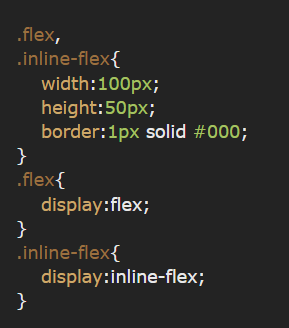 .flex,
.inline-flex{
    width:100px;
    height:50px;
    border:1px solid #000;
}
.flex{
    display:flex;
}
.inline-flex{
    display:inline-flex;
}